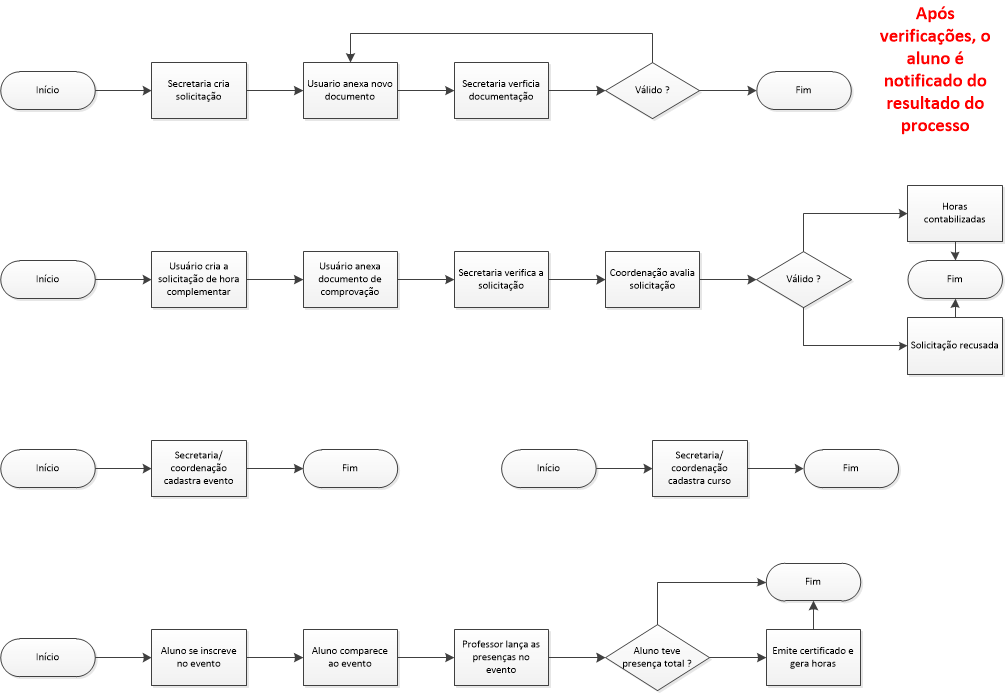 Após
verificações, o
aluno é
notificado do
resultado do
processo
Início
Secretaria cria
solicitação
Usuario anexa novo
documento
Secretaria verficia
documentação
Válido ?
Fim
Início
Usuário cria a
solicitação de hora
complementar
Usuário anexa
documento de
comprovação
Secretaria verifica a
solicitação
Coordenação avalia
solicitação
Válido ?
Horas
contabilizadas
Fim
Solicitação recusada
Início
Secretaria/
coordenação
cadastra evento
Fim
Início
Secretaria/
coordenação
cadastra curso
Fim
Início
Aluno se inscreve
no evento
Aluno comparece
ao evento
Professor lança as
presenças no
evento
Aluno teve
presença total ?
Fim
Emite certificado e
gera horas